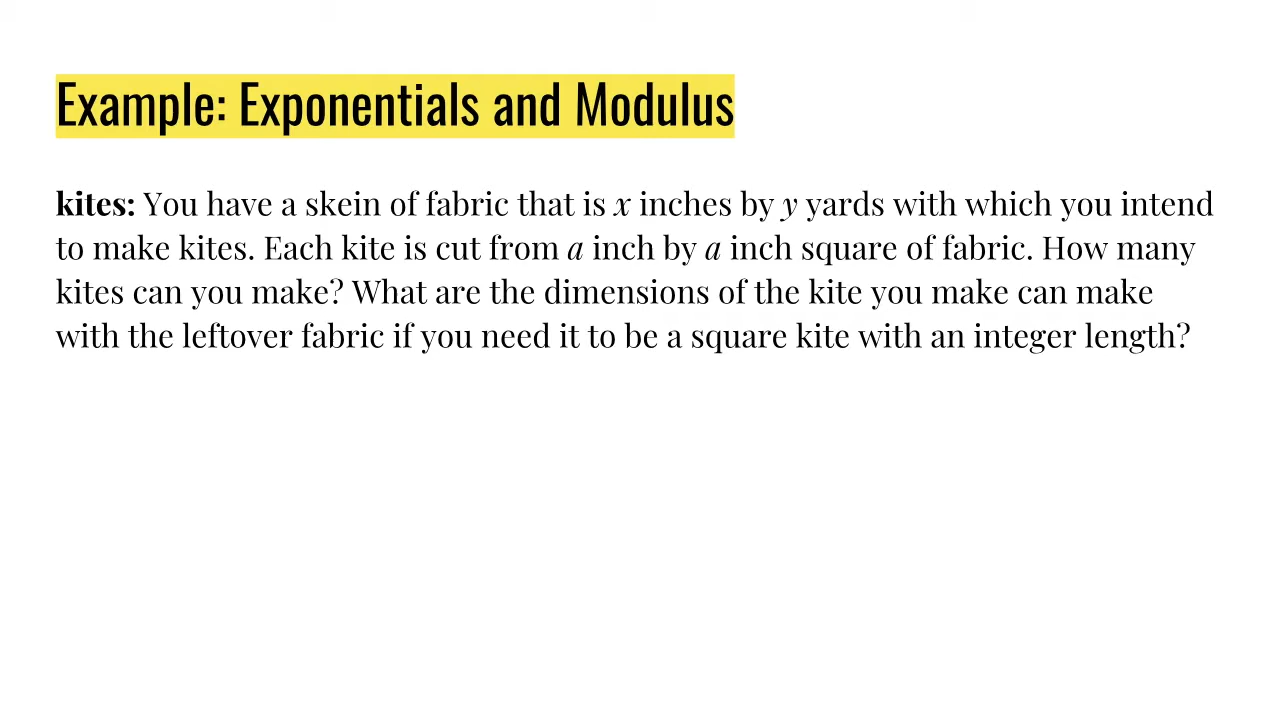 Example: Exponentials and Modulus
kites: You have a skein of fabric that is x inches by y yards with which you intend
to make kites. Each kite is cut from a inch by a inch square of fabric. How many
kites can you make? What are the dimensions of the kite you make can make
with the leftover fabric if you need it to be a square kite with an integer length?